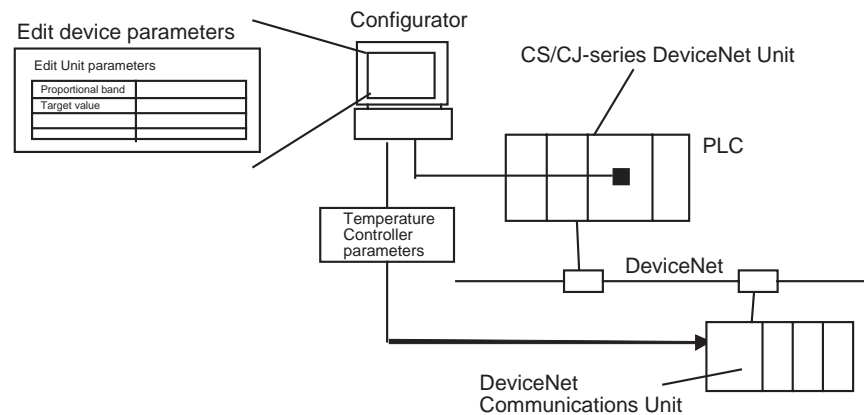 Edit device parameters
Edit Unit parameters
Proportional band
Target value
Configurator
CS/CJ-series DeviceNet Unit
PLC
Temperature
Controller
parameters
DeviceNet
DeviceNet
Communications Unit